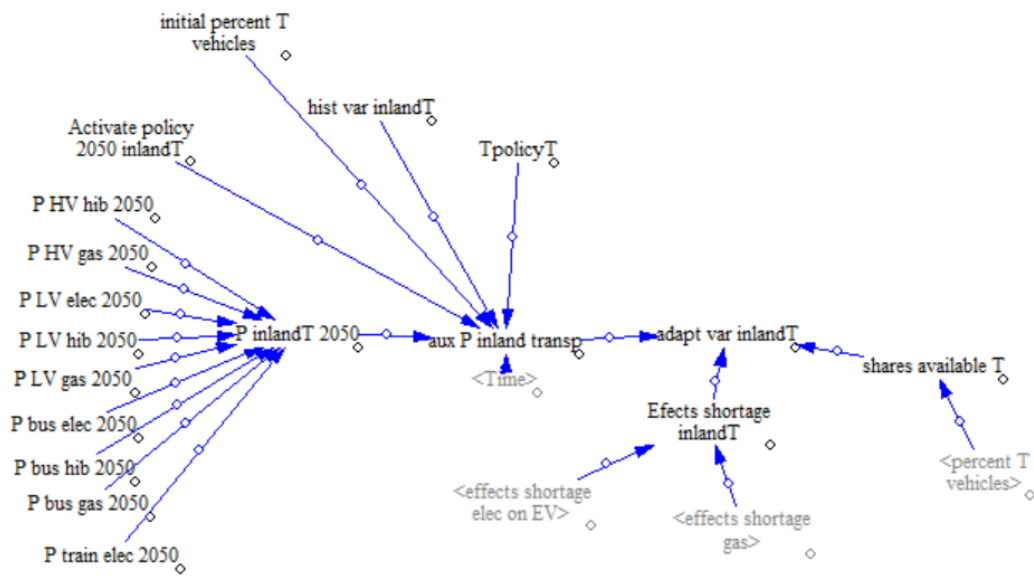 initial percent T
vehicles
hist var inlandT
Activate policy
2050 inlandT
TpolicyT
P HV hib 2050
P HV gas 2050
P LV elec 2050
P LV hib 2050
P inlandT 2050
aux P inland transp
adapt var inlandT
<Time>
shares available T
P LV gas 2050
P bus elec 2050
Efects shortage
inlandT
P bus hib 2050
P bus gas 2050
<effects shortage
elec on EV>
<effects shortage
gas>
<percent T
vehicles>
P train elec 2050